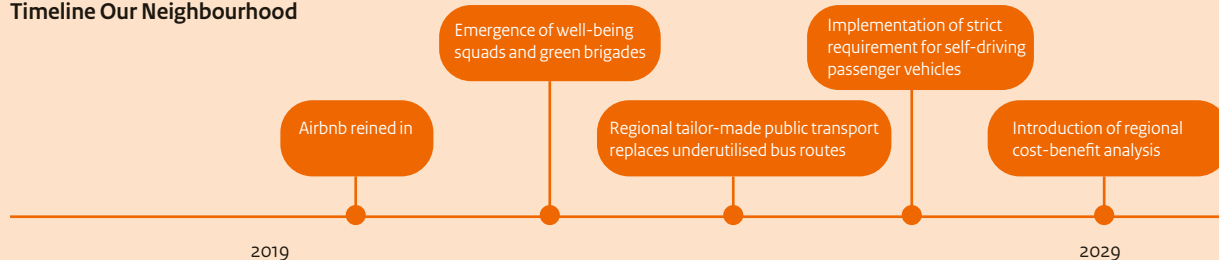 Timeline Our Neighbourhood
Airbnb reined in
Emergence of well-being
squads and green brigades
Regional tailor-made public transport
replaces underutilised bus routes
Implementation of strict
requirement for self-driving
passenger vehicles
Introduction of regional
cost-benefit analysis
2019
2029